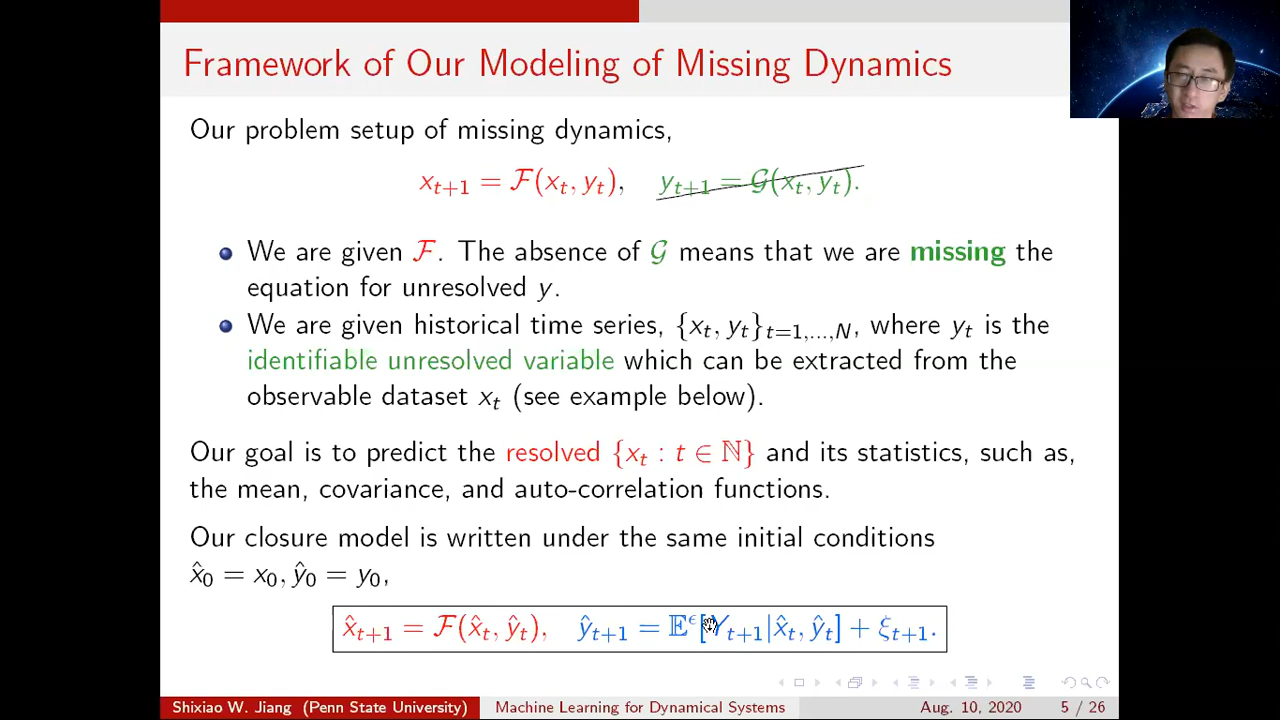 Framework of Our Modeling of Missing Dynamics
Our problem setup of missing dynamics,
x_{t+1} = ℱ(x_t, y_t), y_{t+1} = 𝒢(x_t, y_t).
We are given ℱ. The absence of 𝒢 means that we are missing the
equation for unresolved y.
We are given historical time series, {x_t, y_t}_{t=1,...,N}, where y_t is the
identifiable unresolved variable which can be extracted from the
observable dataset x_t (see example below).
Our goal is to predict the resolved {x_t : t ∈ ℕ} and its statistics, such as,
the mean, covariance, and auto-correlation functions.
Our closure model is written under the same initial conditions
x̂_0 = x_0, ŷ_0 = y_0,
x̂_{t+1} = ℱ(x̂_t, ŷ_t), ŷ_{t+1} = 𝔼^ϵ[Y_{t+1}|x̂_t, ŷ_t] + ξ_{t+1}.
Shixiao W. Jiang (Penn State University) Machine Learning for Dynamical Systems Aug. 10, 2020 5 / 26